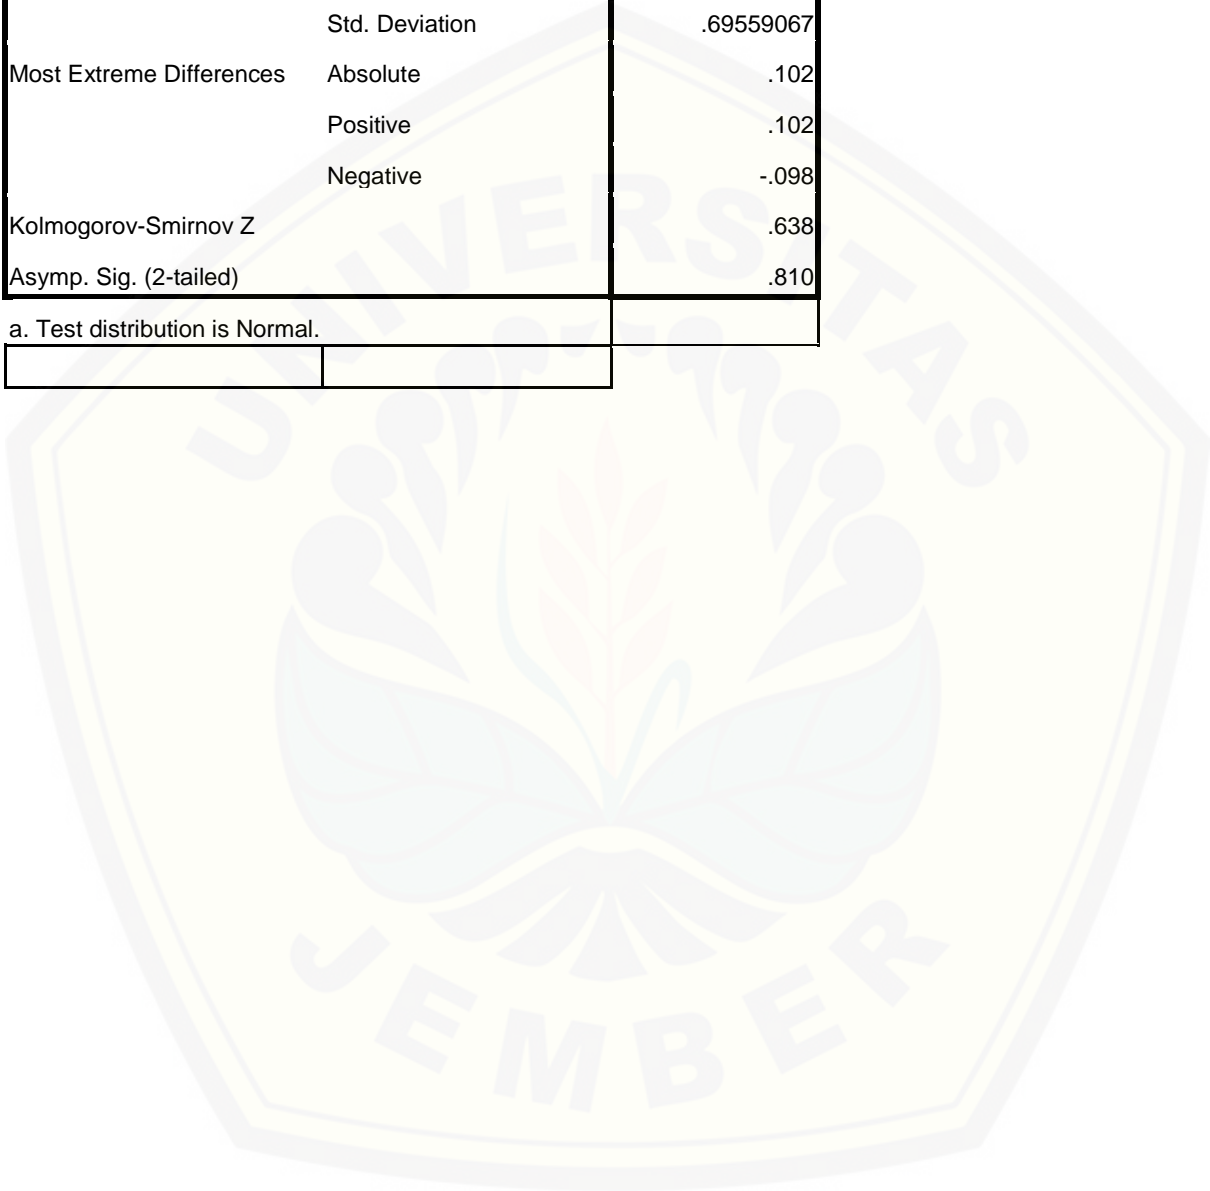 Std. Deviation .69559067
Most Extreme Differences Absolute .102
Positive .102
Negative -.098
Kolmogorov-Smirnov Z .638
Asymp. Sig. (2-tailed) .810
a. Test distribution is Normal.
UNIVERSITAS
JEMBER